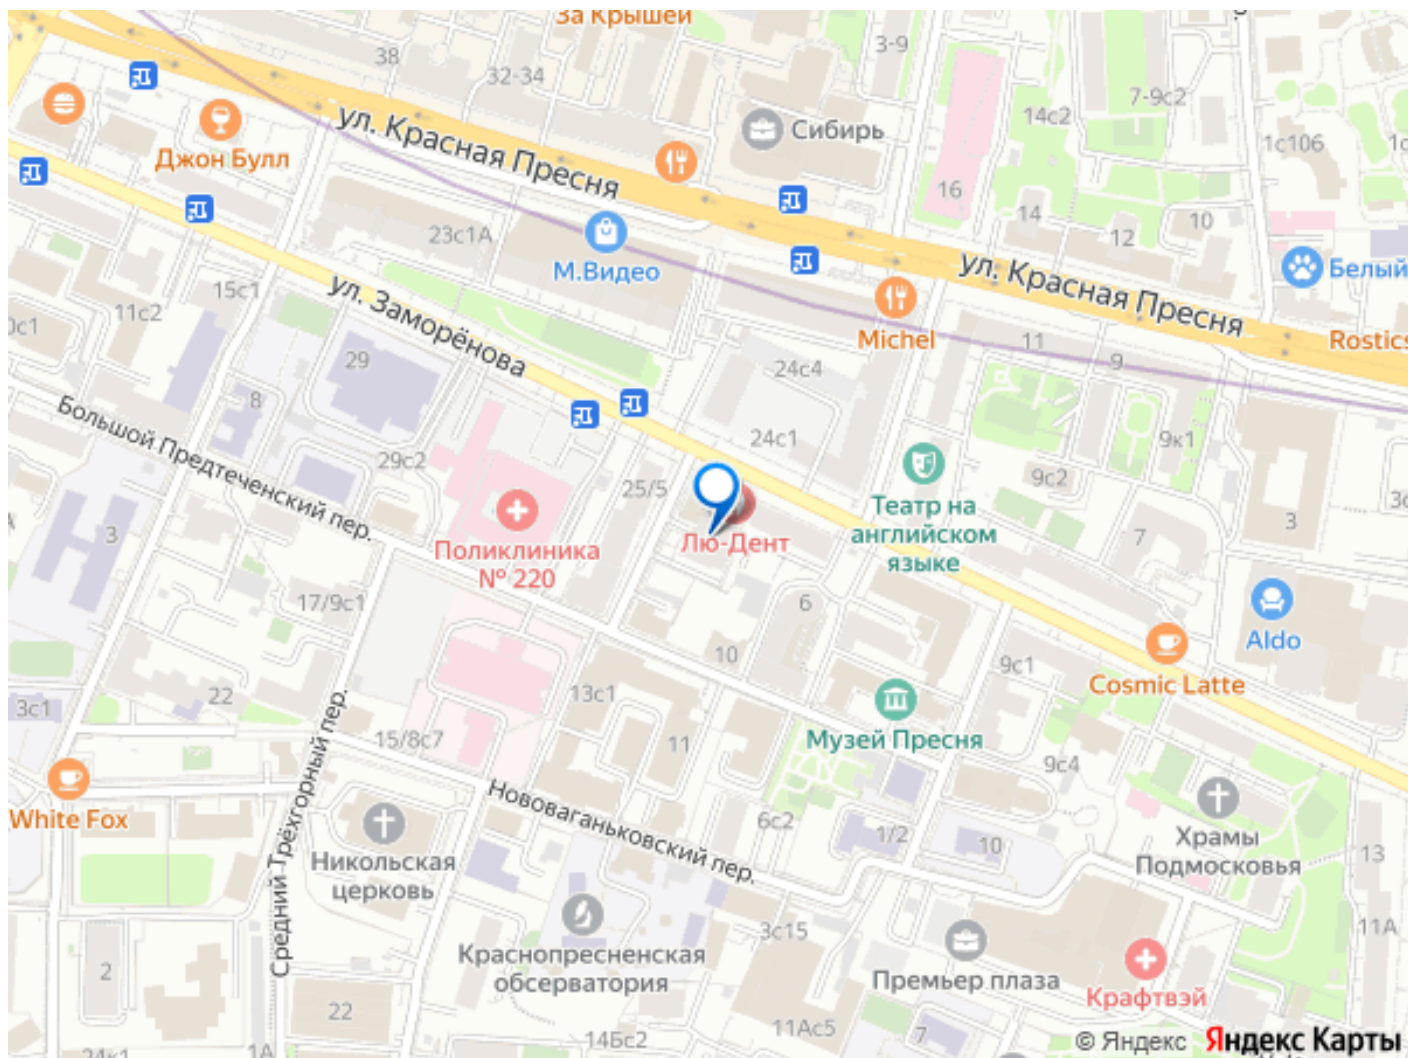 За Крышей
38
32-34
3-9
7-9с2
14с2
1с106
Сибирь
ул. Красная Пресня
Джон Булл
16
14
10
12
23с1А
М.Видео
ул. Красная Пресня
Белый
15с1
11с2
ул. Заморёнова
Michel
11
9
Rostics
29
24с4
8
Большой Предтеченский пер.
24с1
9к1
29с2
25/5
9с2
3
Театр на
английском
языке
7
3
Поликлиника
№ 220
Лю-Дент
17/9с1
6
Aldo
10
9с1
Cosmic Latte
22
13с1
3с1
15/8с7
11
Музей Пресня
9с4
White Fox
Средний Трёхгорный пер.
Нововаганьковский пер.
6с2
1/2
10
Храмы
Подмосковья
13
Никольская
церковь
Краснопресненская
обсерватория
3с15
11А
2
Премьер плаза
Крафтвэй
22
11Ас5
7
14Бс2
24к1
1А
© Яндекс Яндекс Карты